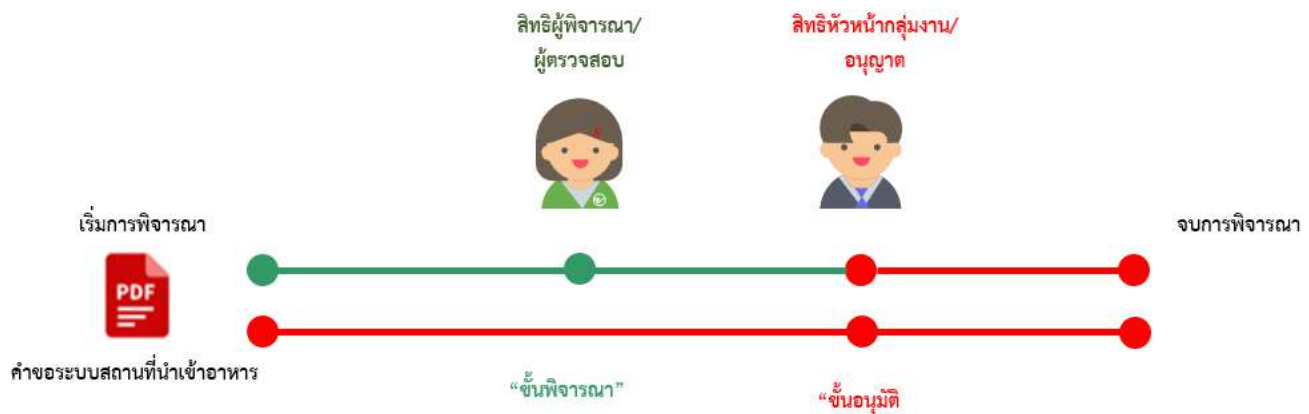 สิทธิผู้พิจารณา/
ผู้ตรวจสอบ
สิทธิหัวหน้ากลุ่มงาน/
อนุญาต
เริ่มการพิจารณา
จบการพิจารณา
PDF
คำขอระบบสถานที่นำเข้าอาหาร
“ขั้นพิจารณา”
“ขั้นอนุมัติ